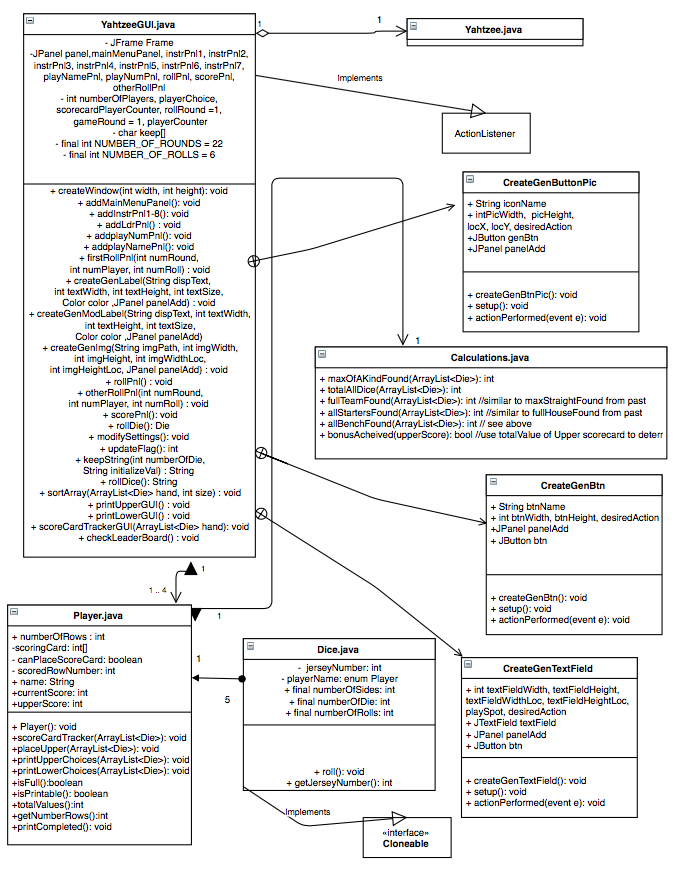 YahtzeeGUI.java
- JFrame Frame
-JPanel panel,mainMenuPanel, instrPnl1, instrPnl2,
instrPnl3, instrPnl4, instrPnl5, instrPnl6, instrPnl7,
playNamePnl, playNumPnl, rollPnl, scorePnl,
otherRollPnl
- int numberOfPlayers, playerChoice,
scorecardPlayerCounter, rollRound =1,
gameRound = 1, playerCounter
- char keep[]
- final int NUMBER_OF_ROUNDS = 22
- final int NUMBER_OF_ROLLS = 6
+ createWindow(int width, int height): void
+ addMainMenuPanel(): void
+ addInstrPnl1-8(): void
+ addLdrPnl() : void
+ addplayNumPnl() : void
+ addplayNamePnl(): void
+ firstRollPnl(int numRound,
int numPlayer, int numRoll) : void
+ createGenLabel(String dispText,
int textWidth, int textHeight, int textSize,
Color color ,JPanel panelAdd) : void
+ createGenModLabel(String dispText, int textWidth,
int textHeight, int textSize,
Color color ,JPanel panelAdd)
+ createGenImg(String imgPath, int imgWidth,
int imgHeight, int imgWidthLoc,
int imgHeightLoc, JPanel panelAdd) : void
+ rollPnl() : void
+ otherRollPnl(int numRound,
int numPlayer, int numRoll) : void
+ scorePnl(): void
+ rollDie(): Die
+ modifySettings(): void
+ updateFlag(): int
+ keepString(int numberOfDie,
String initializeVal) : String
+ rollDice(): String
+ sortArray(ArrayList<Die> hand, int size) : void
+ printUpperGUI() : void
+ printLowerGUI() : void
+ scoreCardTrackerGUI(ArrayList<Die> hand): void
+ checkLeaderBoard() : void
1
1
Yahtzee.java
Implements
ActionListener
CreateGenButtonPic
+ String iconName
+ intPicWidth, picHeight,
locX, locY, desiredAction
+JButton genBtn
+JPanel panelAdd
+ createGenBtnPic(): void
+ setup(): void
+ actionPerformed(event e): void
1
Calculations.java
+ maxOfAKindFound(ArrayList<Die>): int
+ totalAllDice(ArrayList<Die>): int
+ fullTeamFound(ArrayList<Die>): int //similar to maxStraightFound from past
+ allStartersFound(ArrayList<Die>): int //similar to fullHouseFound from past
+ allBenchFound(ArrayList<Die>): int // see above
+ bonusAcheived(upperScore): bool //use totalValue of Upper scorecard to deterr
CreateGenBtn
+ String btnName
+ int btnWidth, btnHeight, desiredAction
+JPanel panelAdd
+ JButton btn
+ createGenBtn(): void
+ setup(): void
+ actionPerformed(event e): void
1
1 .. 4
Player.java
+ numberOfRows : int
-scoringCard: int[]
- canPlaceScoreCard: boolean
- scoredRowNumber: int
+ name: String
+currentScore: int
+upperScore: int
+ Player(): void
+scoreCardTracker(ArrayList<Die>): void
+placeUpper(ArrayList<Die>): void
+printUpperChoices(ArrayList<Die>): void
+printLowerChoices(ArrayList<Die>): void
+isFull():boolean
+isPrintable(): boolean
+totalValues():int
+getNumberRows():int
+printCompleted(): void
1
1
5
Dice.java
- jerseyNumber: int
- playerName: enum Player
+ final numberOfSides: int
+ final numberOfDie: int
+ final numberOfRolls: int
+ roll(): void
+ getJerseyNumber(): int
Implements
«interface»
Cloneable
CreateGenTextField
+ int textFieldWidth, textFieldHeight,
textFieldWidthLoc, textFieldHeightLoc,
playSpot, desiredAction
+ JTextField textField
+ JPanel panelAdd
+ JButton btn
+ createGenTextField(): void
+ setup(): void
+ actionPerformed(event e): void